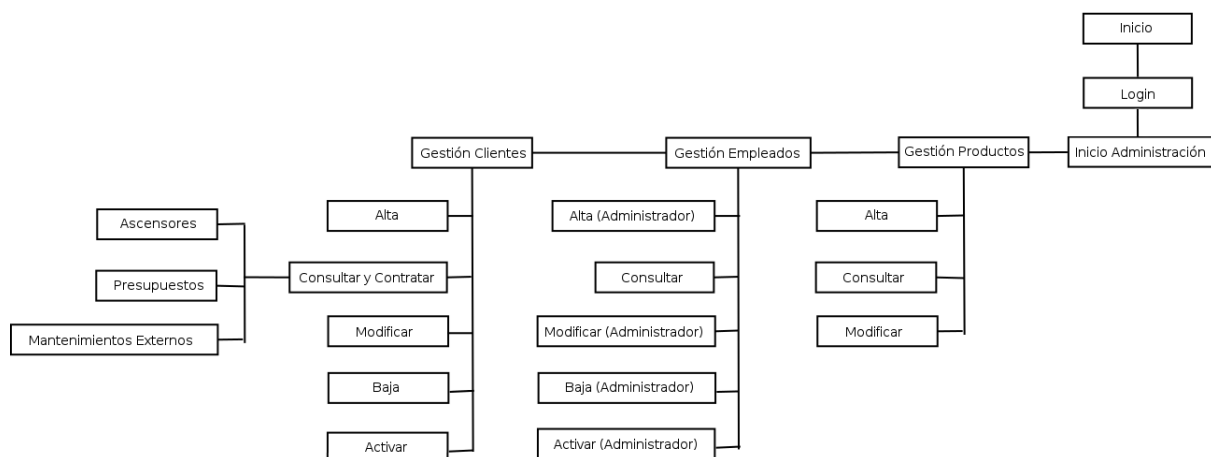 Inicio
Login
Gestión Clientes
Gestión Empleados
Gestión Productos
Inicio Administración
Ascensores
Alta
Alta (Administrador)
Alta
Presupuestos
Consultar y Contratar
Consultar
Consultar
Mantenimientos Externos
Modificar
Modificar (Administrador)
Modificar
Baja
Baja (Administrador)
Activar
Activar (Administrador)